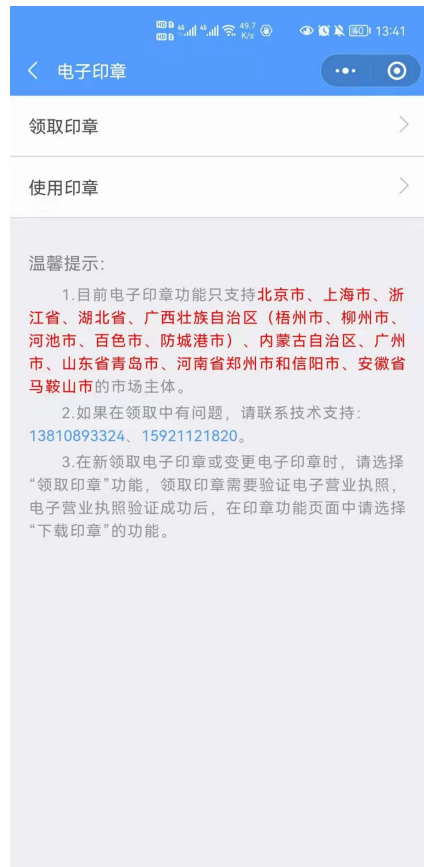 HD HD 4G 4G 49.7 K/s 80 13:41
电子印章
领取印章
使用印章
温馨提示:
1.目前电子印章功能只支持北京市、上海市、浙
江省、湖北省、广西壮族自治区（梧州市、柳州市、
河池市、百色市、防城港市）、内蒙古自治区、广州
市、山东省青岛市、河南省郑州市和信阳市、安徽省
马鞍山市的市场主体。
2.如果在领取中有问题，请联系技术支持:
13810893324、15921121820。
3.在新领取电子印章或变更电子印章时，请选择
“领取印章”功能，领取印章需要验证电子营业执照，
电子营业执照验证成功后，在印章功能页面中请选择
“下载印章”的功能。